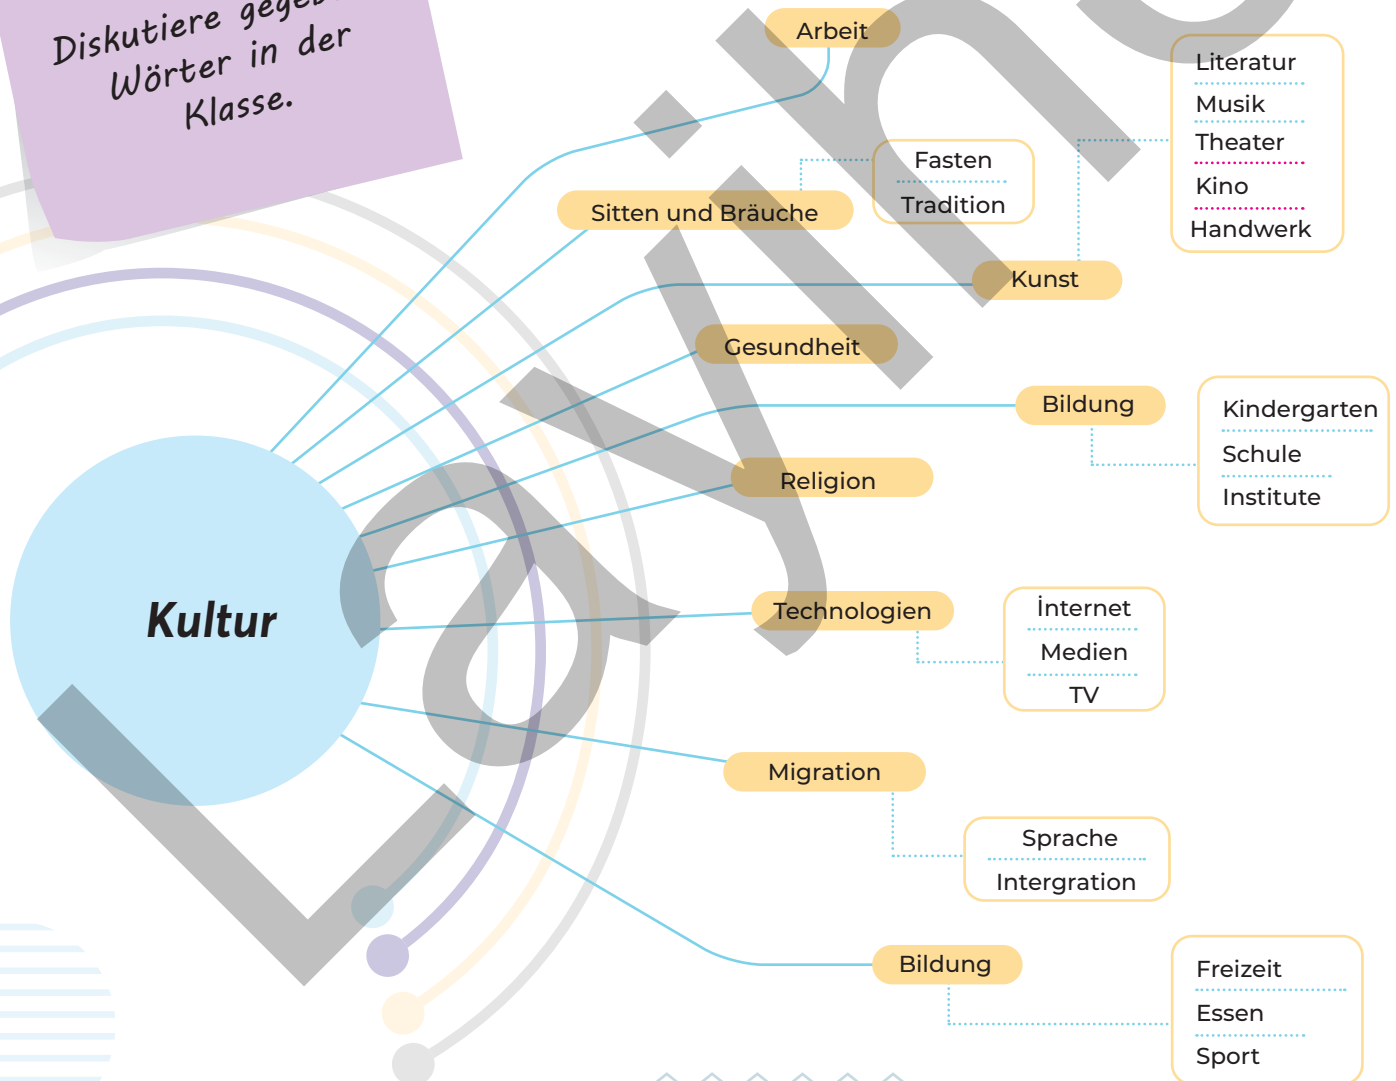 Diskutiere
Wörter in der
Klasse.
Arbeit
Literatur
Musik
Theater
Kino
Handwerk
Fasten
Tradition
Sitten und Bräuche
Kunst
Gesundheit
Bildung
Kindergarten
Schule
Institute
Religion
Kultur
Technologien
İnternet
Medien
TV
Migration
Sprache
Intergration
Bildung
Freizeit
Essen
Sport